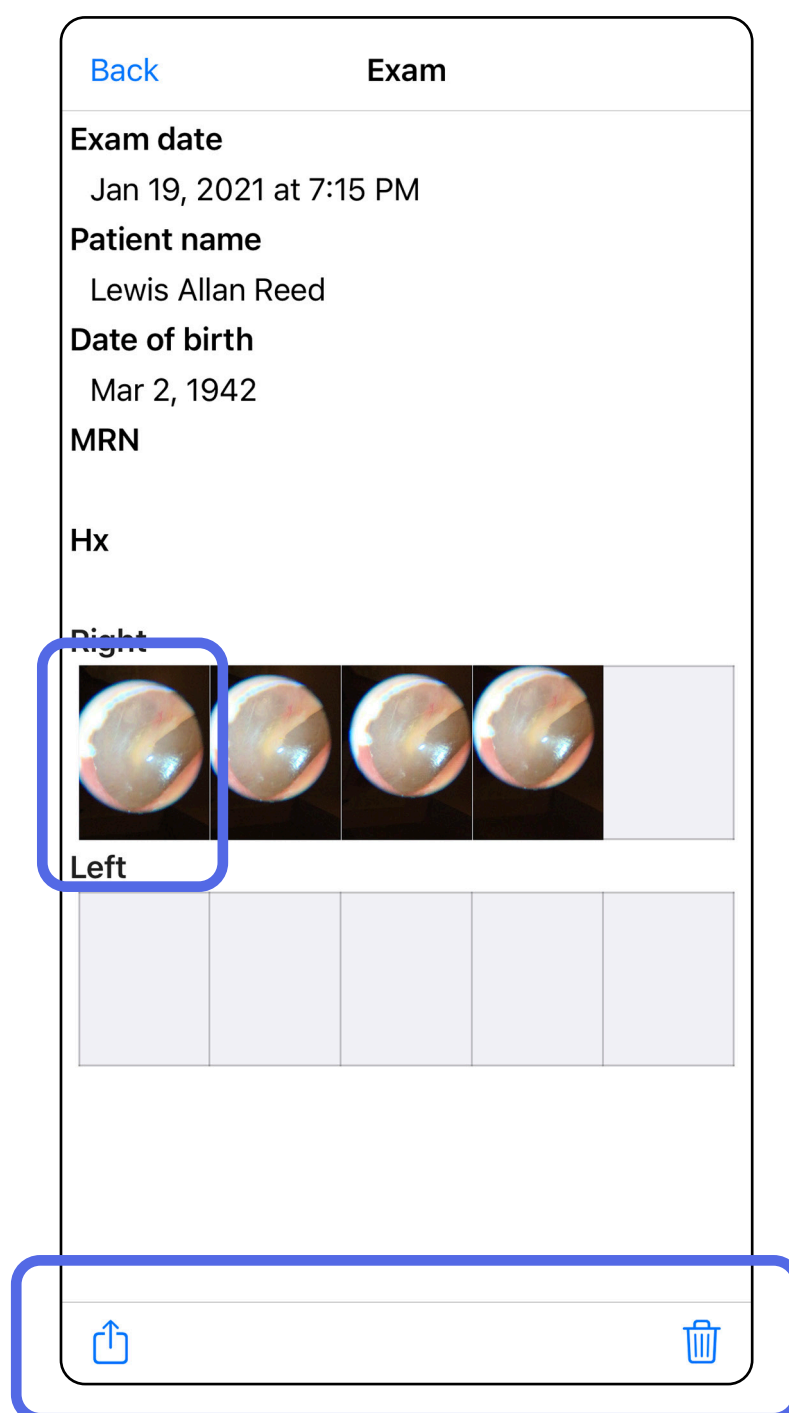 Back
Exam
Exam date
Jan 19, 2021 at 7:15 PM
Patient name
Lewis Allan Reed
Date of birth
Mar 2, 1942
MRN
Hx
Right
Left